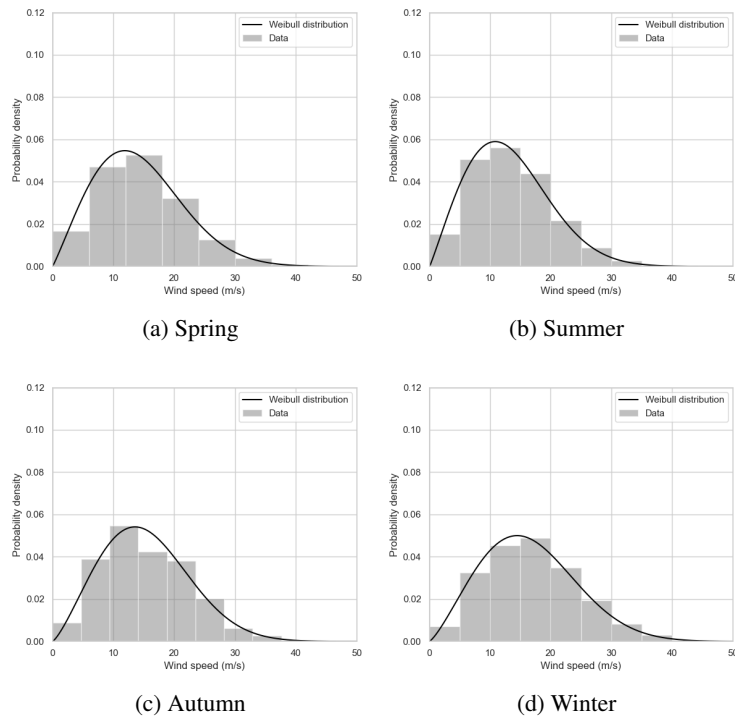 0.12
0.10
0.08
0.06
0.04
0.02
0.00
Probability density
Weibull distribution
Data
0 10 20 30 40 50
Wind speed (m/s)
(a) Spring
0.12
0.10
0.08
0.06
0.04
0.02
0.00
Probability density
Weibull distribution
Data
0 10 20 30 40 50
Wind speed (m/s)
(b) Summer
0.12
0.10
0.08
0.06
0.04
0.02
0.00
Probability density
Weibull distribution
Data
0 10 20 30 40 50
Wind speed (m/s)
(c) Autumn
0.12
0.10
0.08
0.06
0.04
0.02
0.00
Probability density
Weibull distribution
Data
0 10 20 30 40 50
Wind speed (m/s)
(d) Winter